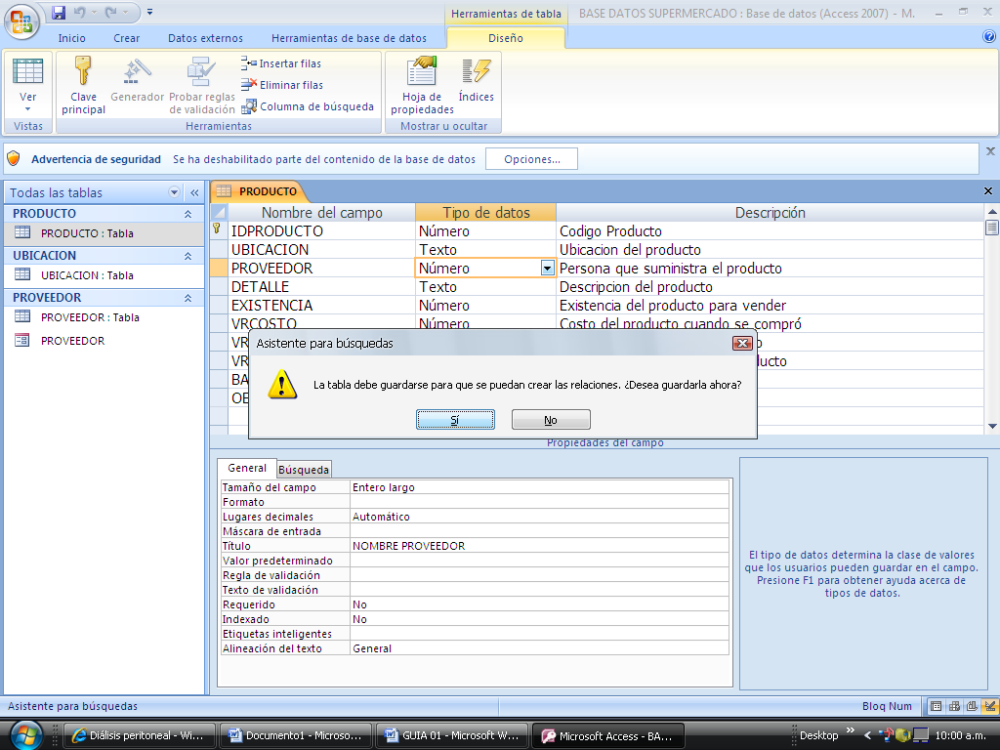 Herramientas de tabla
BASE DATOS SUPERMERCADO : Base de datos (Access 2007) - M.
Inicio
Crear
Datos externos
Herramientas de base de datos
Diseño
Ver
Vistas
Clave principal
Generador
Probar reglas de validación
Insertar filas
Eliminar filas
Columna de búsqueda
Herramientas
Hoja de propiedades
Índices
Mostrar u ocultar
Advertencia de seguridad
Se ha deshabilitado parte del contenido de la base de datos
Opciones...
Todas las tablas
PRODUCTO
PRODUCTO : Tabla
UBICACION
UBICACION : Tabla
PROVEEDOR
PROVEEDOR : Tabla
PROVEEDOR
PRODUCTO
Nombre del campo Tipo de datos Descripción
IDPRODUCTO Número Codigo Producto
UBICACION Texto Ubicacion del producto
PROVEEDOR Número Persona que suministra el producto
DETALLE Texto Descripcion del producto
EXISTENCIA Número Existencia del producto para vender
VRCOSTO Número Costo del producto cuando se compró
VR o
VR lucto
BA
OB
Asistente para búsquedas
La tabla debe guardarse para que se puedan crear las relaciones. ¿Desea guardarla ahora?
Sí
No
Propiedades del campo
General
Búsqueda
Tamaño del campo Entero largo
Formato
Lugares decimales Automático
Máscara de entrada
Título NOMBRE PROVEEDOR
Valor predeterminado
Regla de validación
Texto de validación
Requerido No
Indexado No
Etiquetas inteligentes
Alineación del texto General
El tipo de datos determina la clase de valores
que los usuarios pueden guardar en el campo.
Presione F1 para obtener ayuda acerca de
tipos de datos.
Asistente para búsquedas
Bloq Num
Diálisis peritoneal - Wi...
Documento1 - Microso...
GUIA 01 - Microsoft W...
Microsoft Access - BA...
Desktop
10:00 a.m.